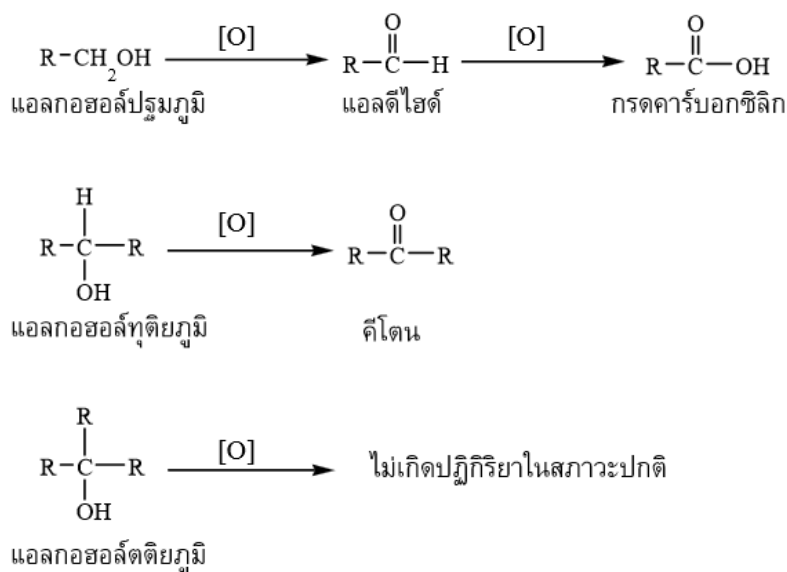 [O] O [O] O
R–CH2OH R–C–H R–C–OH
แอลกอฮอล์ปฐมภูมิ แอลดีไฮด์ กรดคาร์บอกซิลิก
H
[O] O
R–C–R R–C–R
OH
แอลกอฮอล์ทุติยภูมิ คีโตน
R
[O]
R–C–R ไม่เกิดปฏิกิริยาในสภาวะปกติ
OH
แอลกอฮอล์ตติยภูมิ